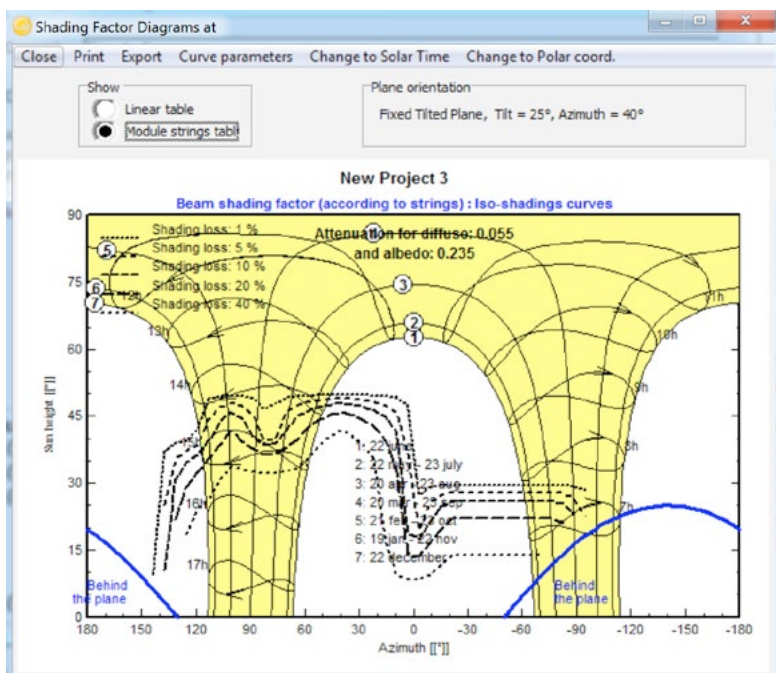 Shading Factor Diagrams at
Close Print Export Curve parameters Change to Solar Time Change to Polar coord.
Show
Linear table
Module strings tabl
Plane orientation
Fixed Tilted Plane, Tilt = 25°, Azimuth = 40°
New Project 3
Beam shading factor (according to strings) : Iso-shadings curves
Attenuation for diffuse: 0.055
and albedo: 0.235
Shading loss: 1 %
Shading loss: 5 %
Shading loss: 10 %
Shading loss: 20 %
Shading loss: 40 %
90
75
60
45
30
15
0
Sun height [[°]]
5
6
7
3
2
1
12h
13h
14h
15h
16h
17h
11h
10h
9h
8h
7h
1: 22 june
2: 22 may - 23 july
3: 20 apr - 23 aug
4: 20 mar - 23 sep
5: 21 feb - 23 oct
6: 19 jan - 22 nov
7: 22 december
Behind
the plane
Behind
the plane
180 150 120 90 60 30 0 -30 -60 -90 -120 -150 -180
Azimuth [[°]]